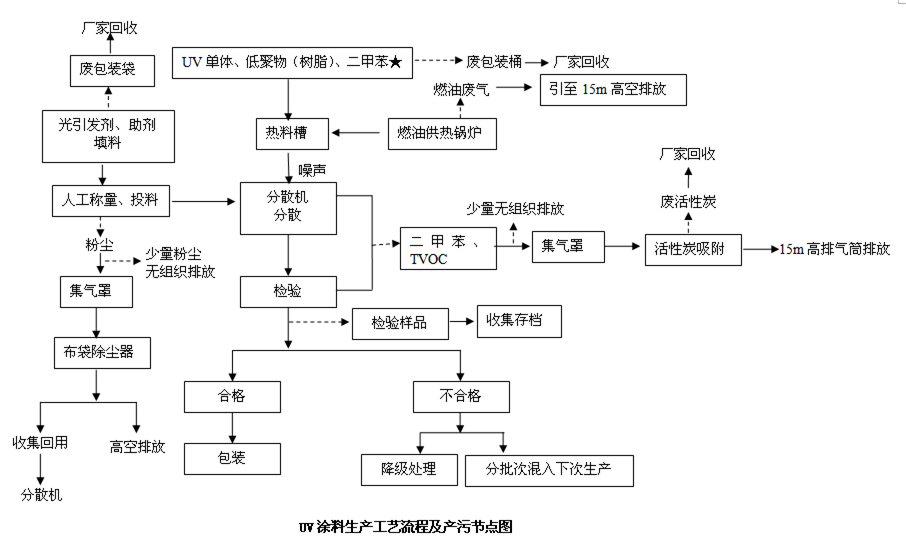 厂家回收
废包装袋
UV 单体、低聚物（树脂）、二甲苯★
废包装桶
厂家回收
燃油废气
引至 15m 高空排放
光引发剂、助剂
填料
热料槽
燃油供热锅炉
噪声
厂家回收
人工称量、投料
分散机
分散
废活性炭
少量无组织排放
粉尘
少量粉尘
无组织排放
二 甲 苯 、
TVOC
集气罩
活性炭吸附
15m 高排气筒排放
集气罩
检验
检验样品
收集存档
布袋除尘器
合格
不合格
收集回用
高空排放
包装
降级处理
分批次混入下次生产
分散机
UV 涂料生产工艺流程及产污节点图